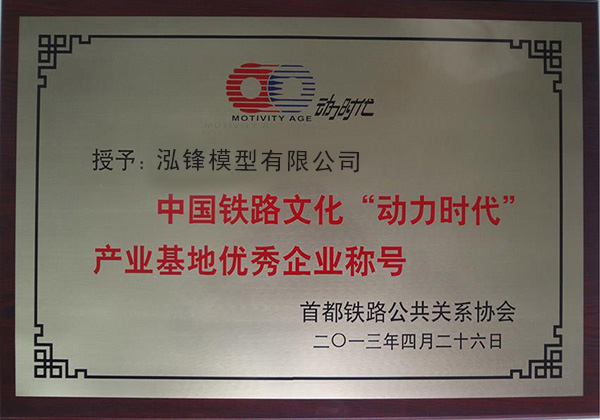 MOTIVITY AGE 动力时代
授予：泓锋模型有限公司
中国铁路文化“动力时代”
产业基地优秀企业称号
首都铁路公共关系协会
二〇一三年四月二十六日